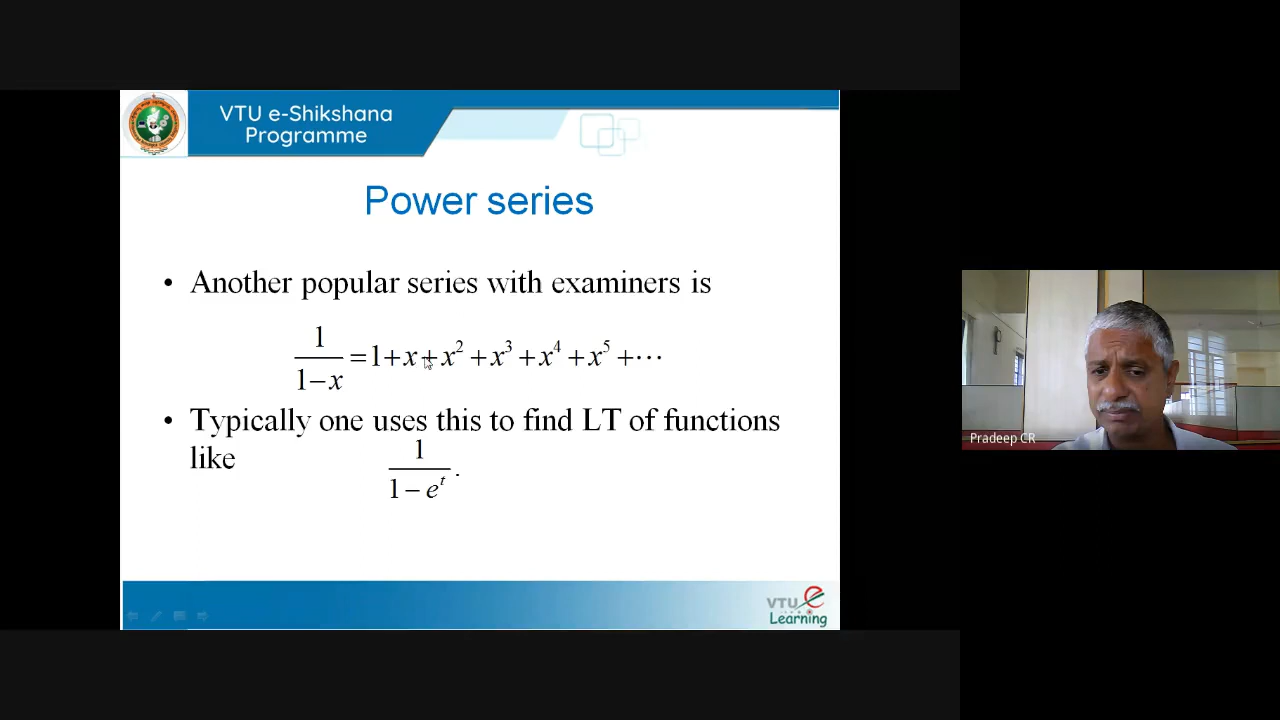 VTU e-Shikshana
Programme
Power series
• Another popular series with examiners is
1/(1−x) = 1+x+x²+x³+x⁴+x⁵+⋯
• Typically one uses this to find LT of functions
like 1/(1−eᵗ).
VTU e
Learning
Pradeep CR